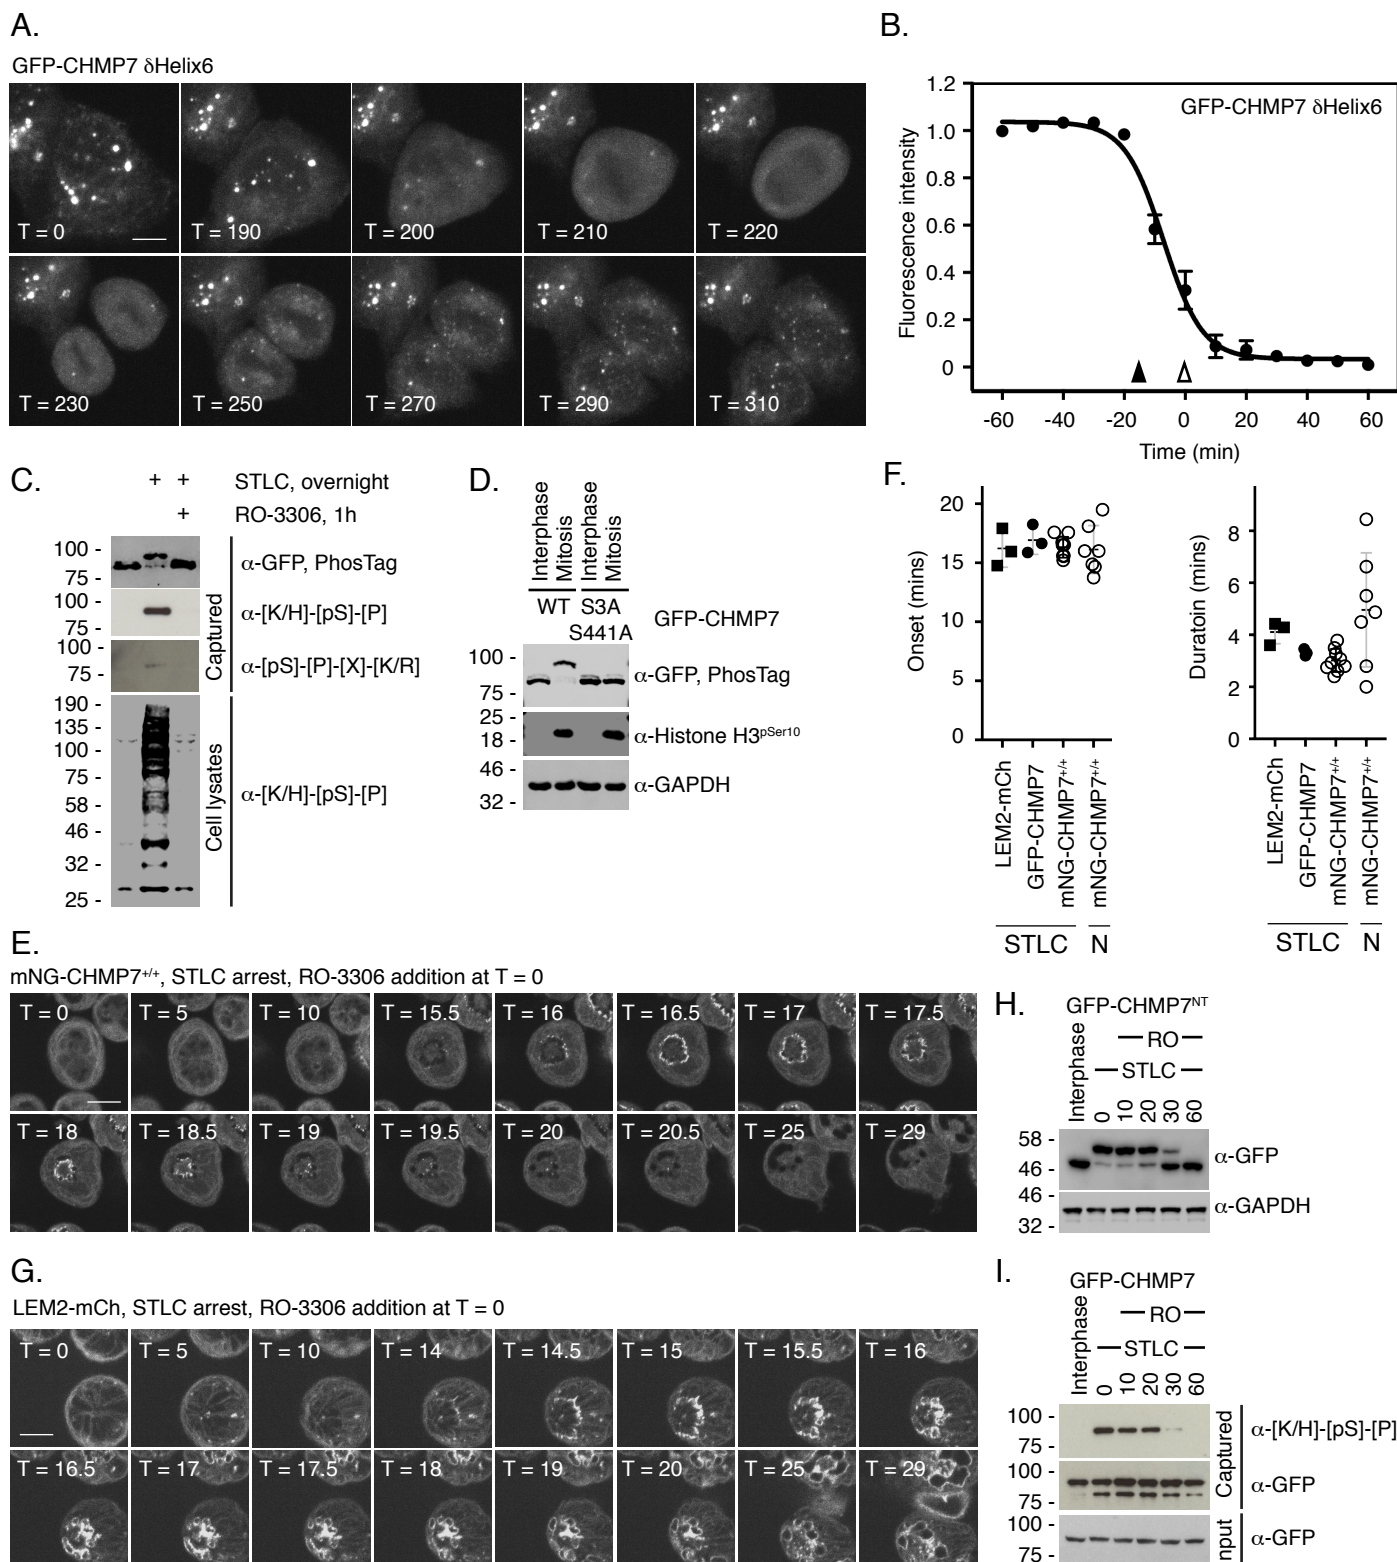 A.
GFP-CHMP7 δHelix6
T = 0
T = 190
T = 200
T = 210
T = 220
T = 230
T = 250
T = 270
T = 290
T = 310
B.
GFP-CHMP7 δHelix6
Fluorescence intensity
1.2
1.0
0.8
0.6
0.4
0.2
0
-60 -40 -20 0 20 40 60
Time (min)
C.
+ + STLC, overnight
+ RO-3306, 1h
100 -
75 -
α-GFP, PhosTag
100 -
75 -
α-[K/H]-[pS]-[P]
100 -
75 -
α-[pS]-[P]-[X]-[K/R]
Captured
190 -
135 -
100 -
75 -
58 -
46 -
32 -
25 -
Cell lysates
α-[K/H]-[pS]-[P]
D.
Interphase
Mitosis
Interphase
Mitosis
WT S3A
S441A
GFP-CHMP7
100 -
75 -
α-GFP, PhosTag
25 -
18 -
α-Histone H3pSer10
46 -
32 -
α-GAPDH
F.
Onset (mins)
20
15
10
5
0
LEM2-mCh
GFP-CHMP7
mNG-CHMP7+/+
mNG-CHMP7+/+
STLC N
Duratoin (mins)
8
6
4
2
0
LEM2-mCh
GFP-CHMP7
mNG-CHMP7+/+
mNG-CHMP7+/+
STLC N
E.
mNG-CHMP7+/+, STLC arrest, RO-3306 addition at T = 0
T = 0
T = 5
T = 10
T = 15.5
T = 16
T = 16.5
T = 17
T = 17.5
T = 18
T = 18.5
T = 19
T = 19.5
T = 20
T = 20.5
T = 25
T = 29
G.
LEM2-mCh, STLC arrest, RO-3306 addition at T = 0
T = 0
T = 5
T = 10
T = 14
T = 14.5
T = 15
T = 15.5
T = 16
T = 16.5
T = 17
T = 17.5
T = 18
T = 19
T = 20
T = 25
T = 29
H.
GFP-CHMP7NT
Interphase
RO
STLC
0 10 20 30 60
58 -
46 -
α-GFP
46 -
32 -
α-GAPDH
I.
GFP-CHMP7
Interphase
RO
STLC
0 10 20 30 60
100 -
75 -
α-[K/H]-[pS]-[P]
100 -
75 -
α-GFP
Captured
100 -
75 -
α-GFP
nput